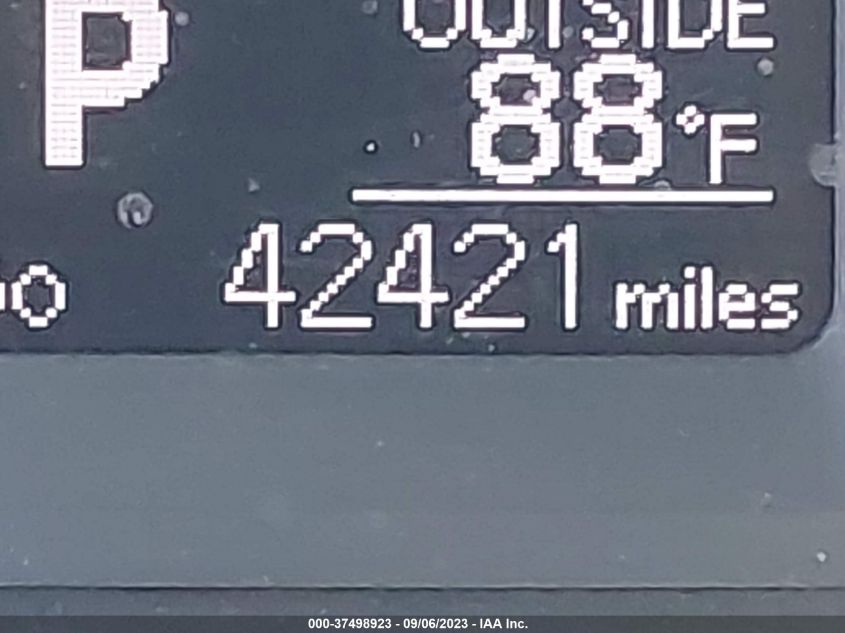 P
OUTSIDE
88°F
42421 miles
000-37498923 - 09/06/2023 - IAA Inc.